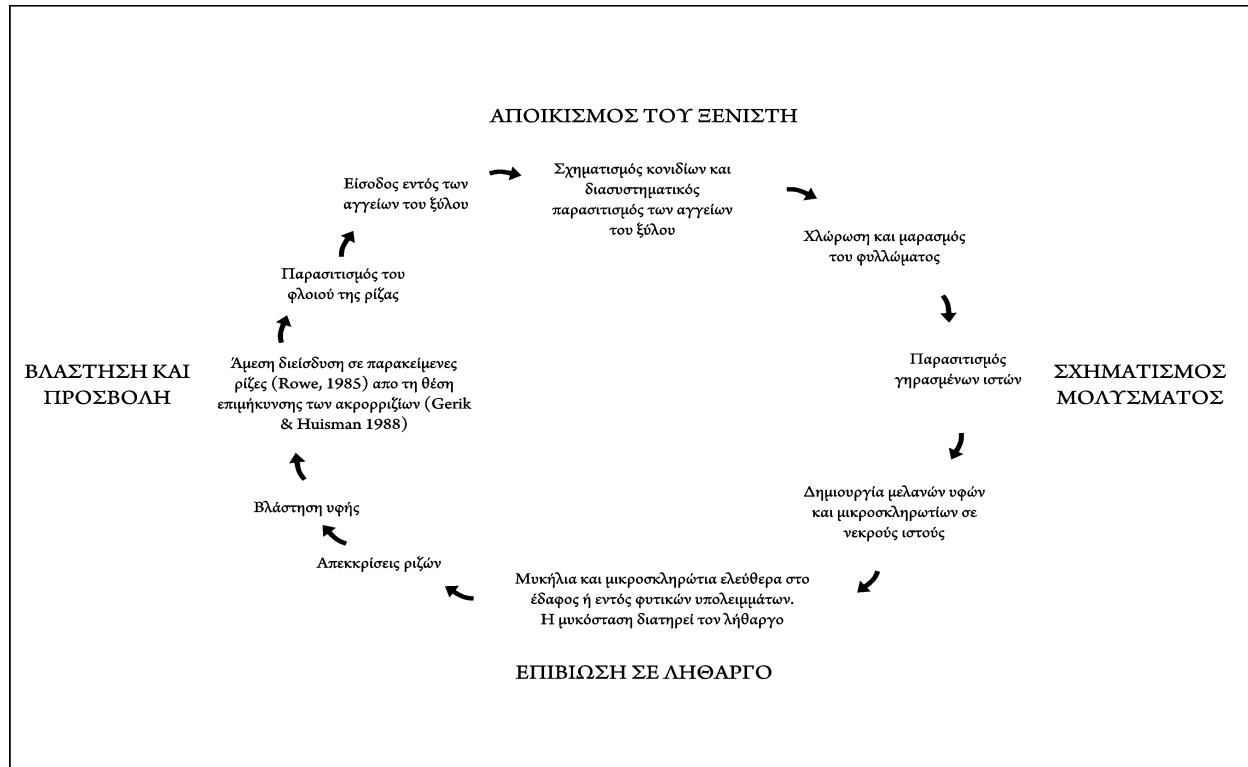 ΑΠΟΙΚΙΣΜΟΣ ΤΟΥ ΞΕΝΙΣΤΗ
Είσοδος εντός των
αγγείων του ξύλου
Σχηματισμός κονιδίων και
διασυστηματικός
παρασιτισμός των αγγείων
του ξύλου
Χλώρωση και μαρασμός
του φυλλώματος
Παρασιτισμός του
φλοιού της ρίζας
ΒΛΑΣΤΗΣΗ ΚΑΙ
ΠΡΟΣΒΟΛΗ
Άμεση διείσδυση σε παρακείμενες
ρίζες (Rowe, 1985) απο τη θέση
επιμήκυνσης των ακρορριζίων (Gerik
& Huisman 1988)
Παρασιτισμός
γηρασμένων ιστών
ΣΧΗΜΑΤΙΣΜΟΣ
ΜΟΛΥΣΜΑΤΟΣ
Βλάστηση υφής
Δημιουργία μελανών υφών
και μικροσκληρωτίων σε
νεκρούς ιστούς
Απεκκρίσεις ριζών
Μυκήλια και μικροσκληρώτια ελεύθερα στο
έδαφος ή εντός φυτικών υπολειμμάτων.
Η μυκόσταση διατηρεί τον λήθαργο
ΕΠΙΒΙΩΣΗ ΣΕ ΛΗΘΑΡΓΟ